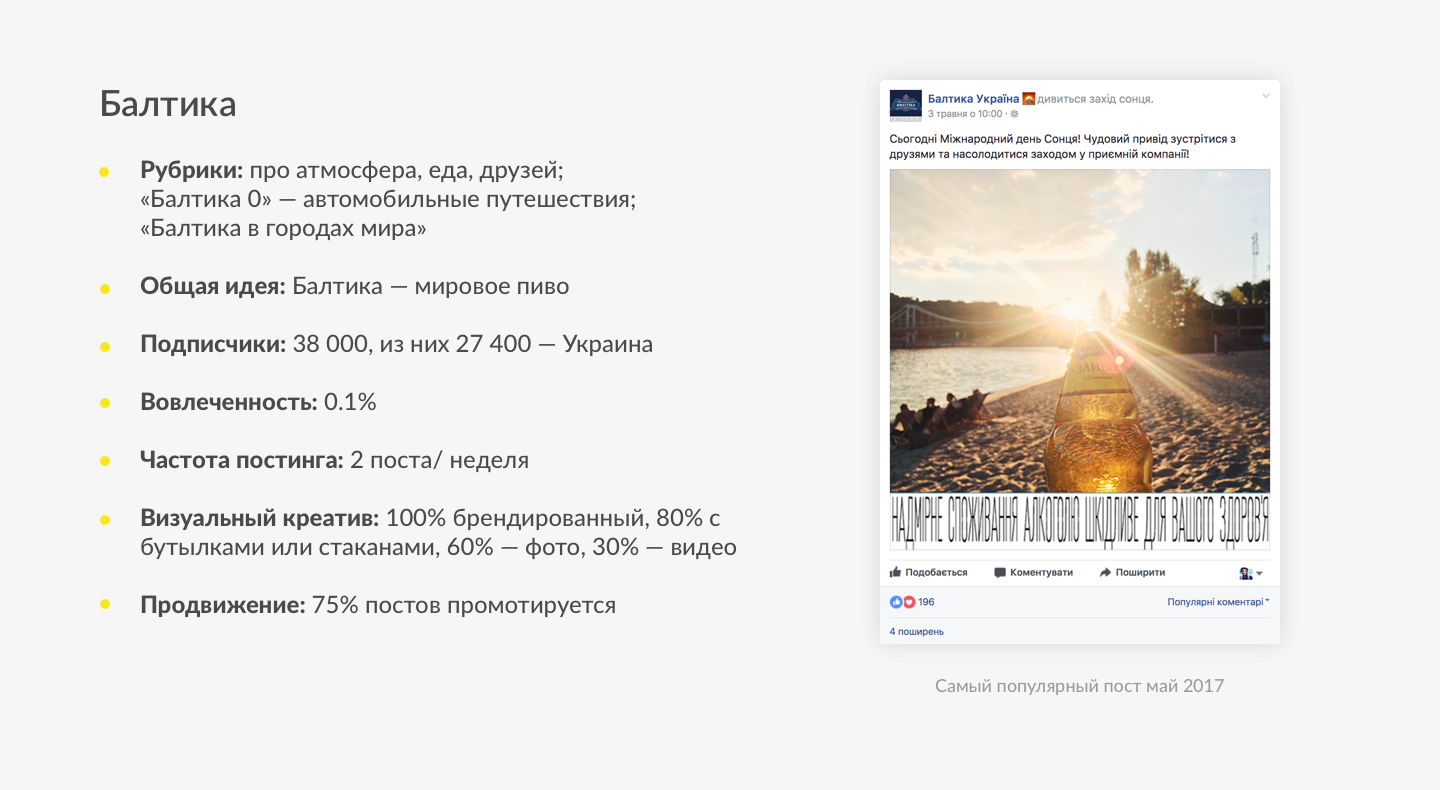 Балтика
Рубрики: про атмосфера, еда, друзей;
«Балтика 0» — автомобильные путешествия;
«Балтика в городах мира»
Общая идея: Балтика — мировое пиво
Подписчики: 38 000, из них 27 400 — Украина
Вовлеченность: 0.1%
Частота постинга: 2 поста/ неделя
Визуальный креатив: 100% брендированный, 80% с
бутылками или стаканами, 60% — фото, 30% — видео
Продвижение: 75% постов промотируется
Балтика Україна дивиться захід сонця.
3 травня о 10:00 ·
Сьогодні Міжнародний день Сонця! Чудовий привід зустрітися з
друзями та насолодитися заходом у приємній компанії!
НАДМІРНЕ СПОЖИВАННЯ АЛКОГОЛЮ ШКІДЛИВЕ ДЛЯ ВАШОГО ЗДОРОВ'Я
Подобається Коментувати Поширити
196 Популярні коментарі
4 поширень
Самый популярный пост май 2017